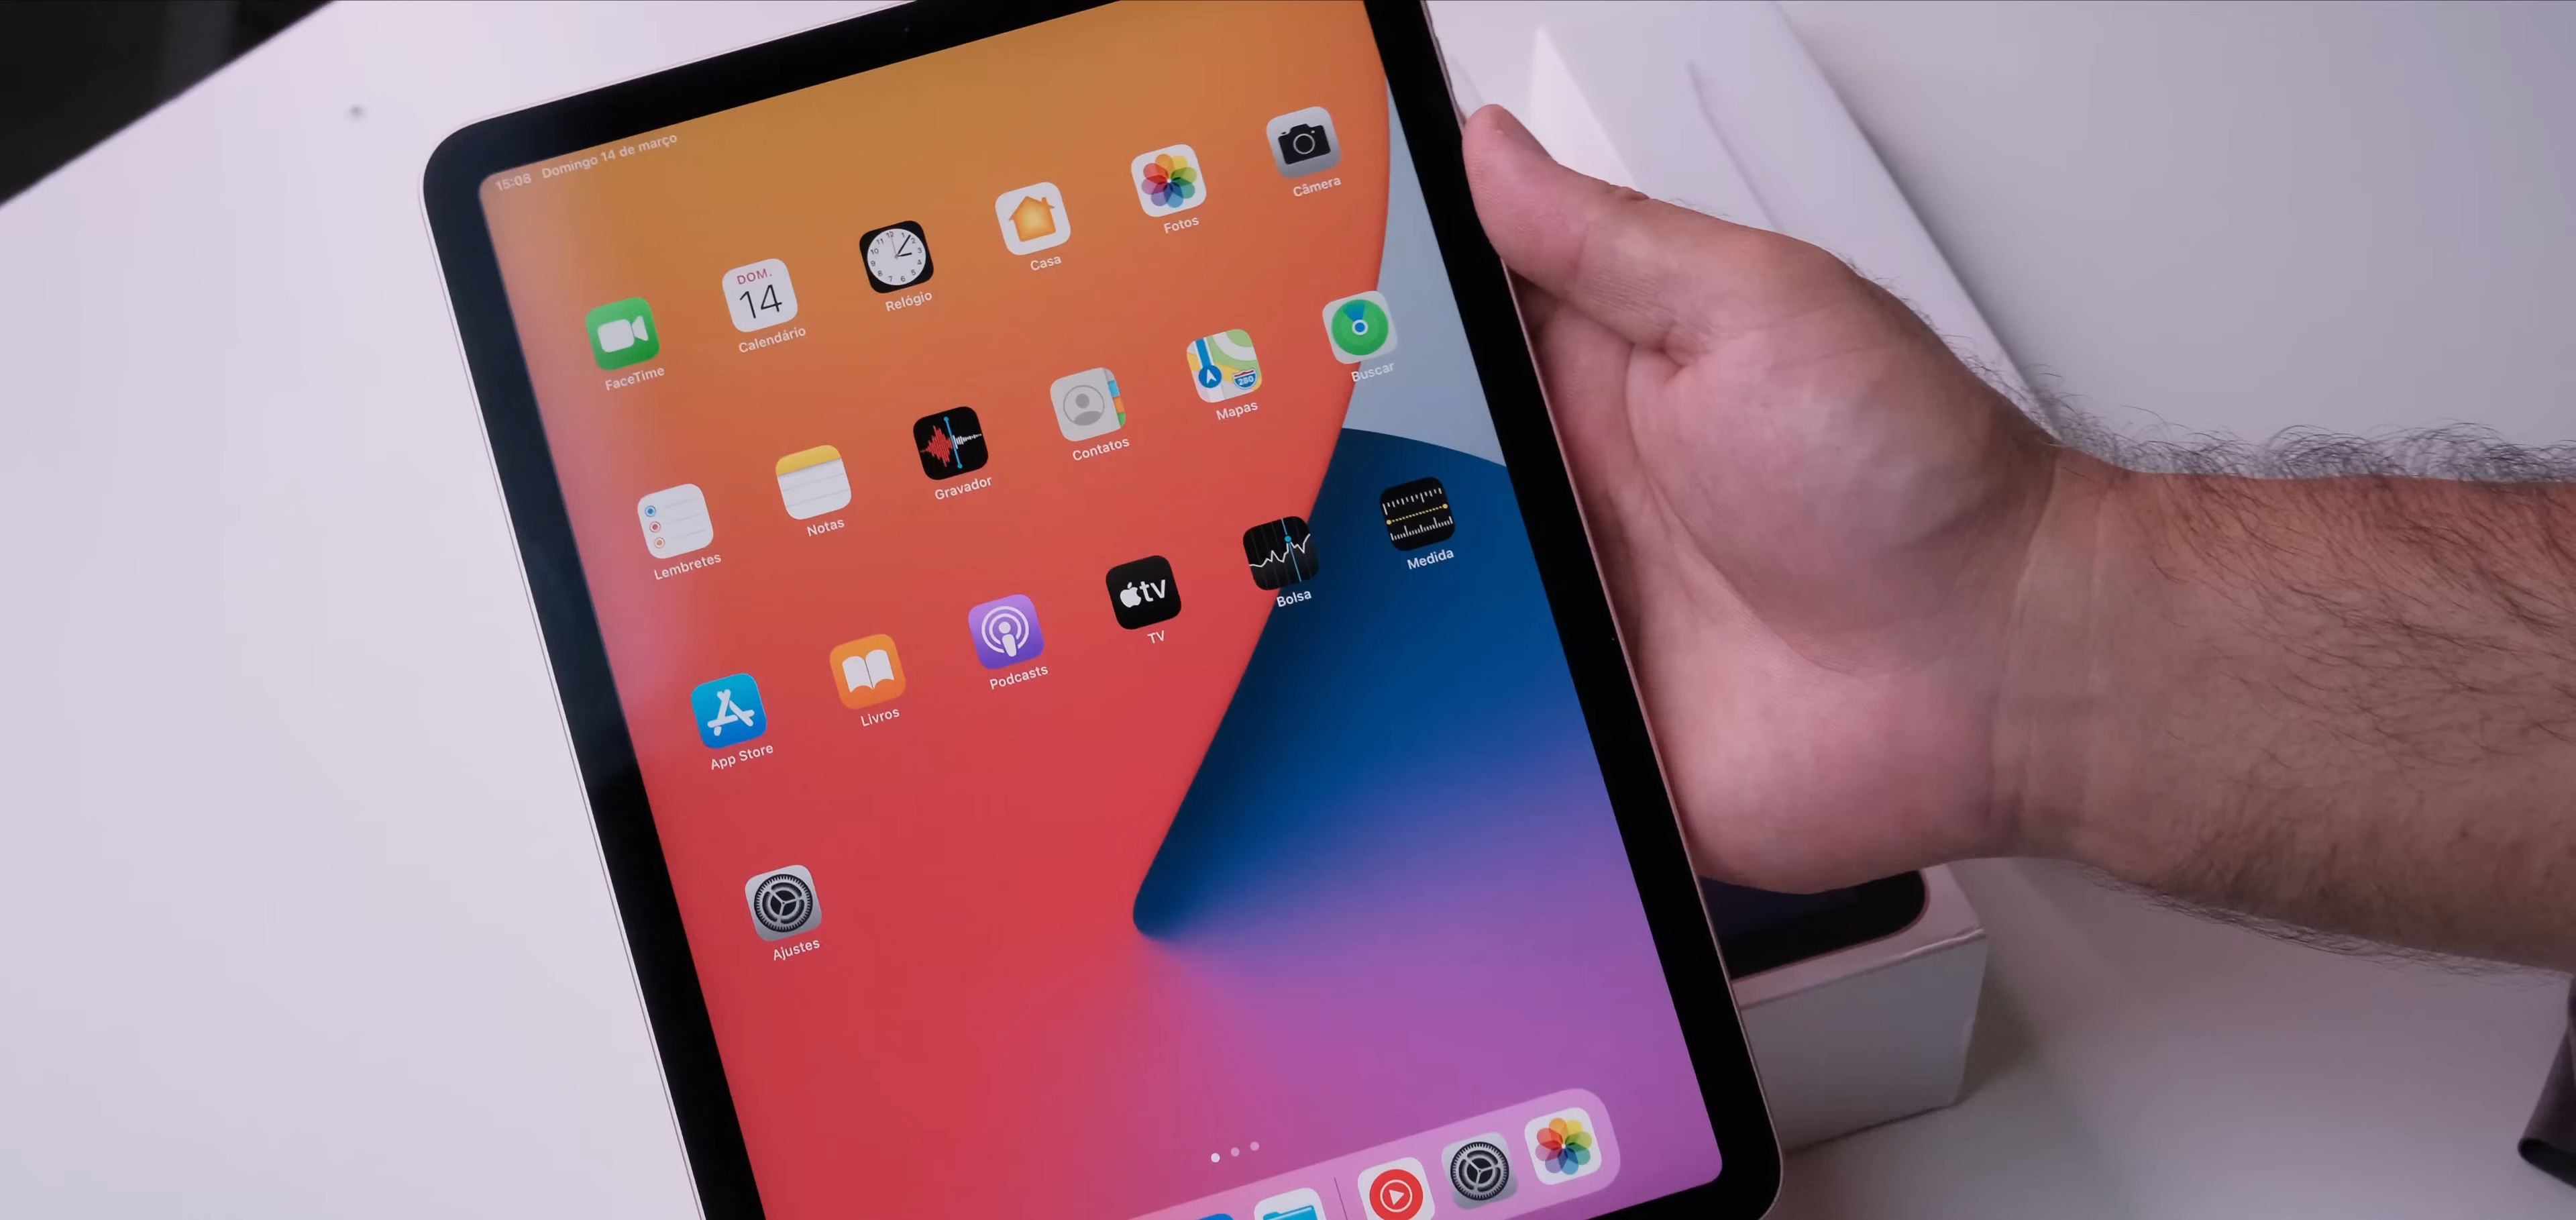 15:08 Domingo 14 de março
FaceTime
DOM.
14
Calendário
Relógio
Casa
Fotos
Câmera
Lembretes
Notas
Gravador
Contatos
280
Mapas
Buscar
App Store
Livros
Podcasts
tv
TV
Bolsa
Medida
Ajustes